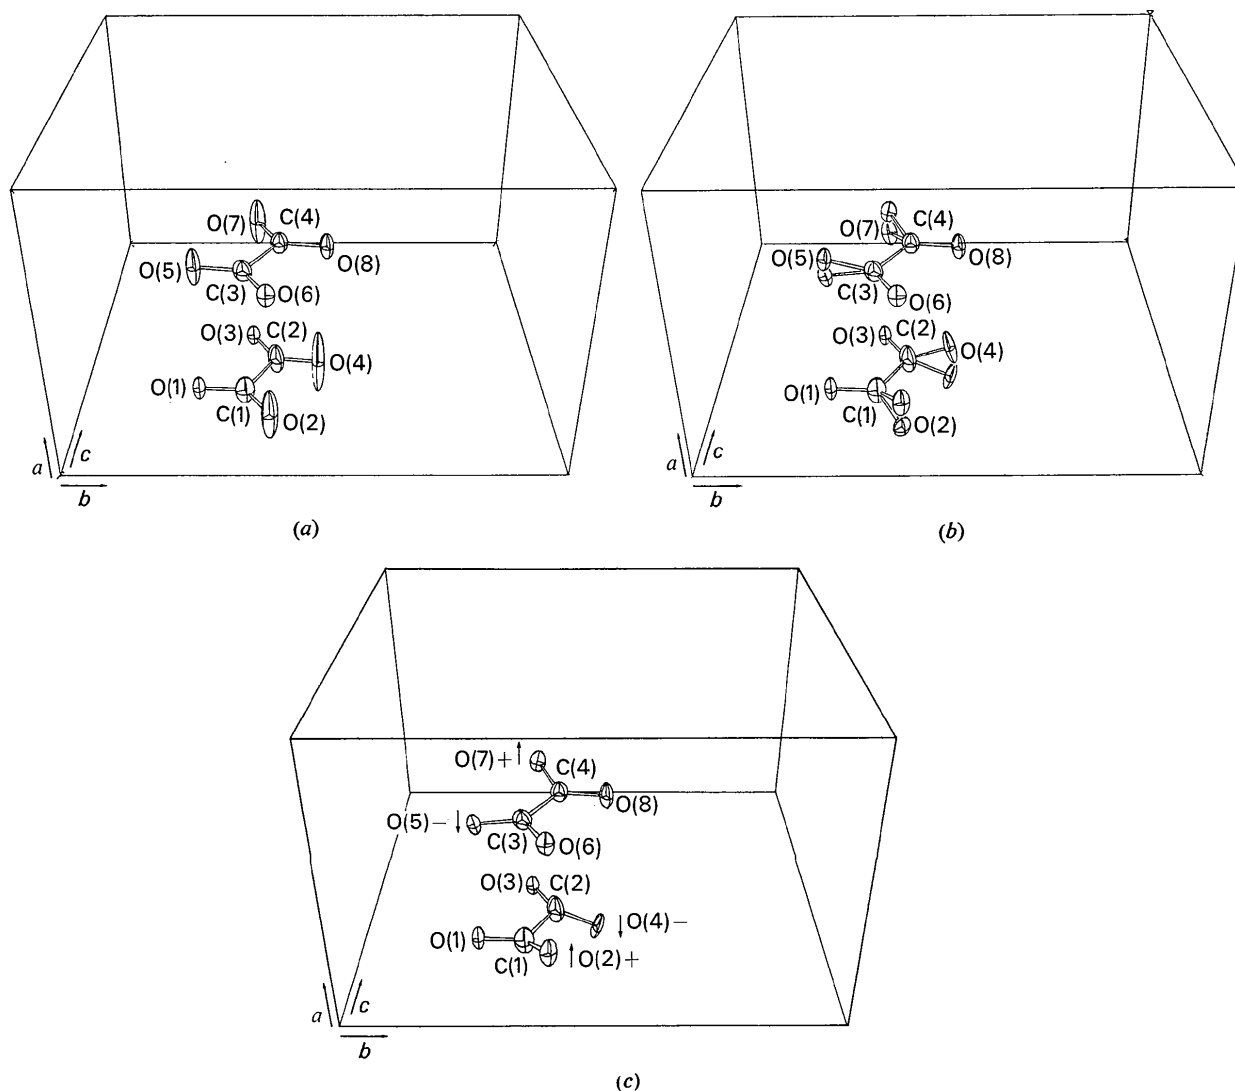 O(7) C(4)
O(5) O(8)
C(3) O(6)
O(3) C(2)
O(4)
O(1)
C(1) O(2)
a c
b
(a)
C(4)
O(7)
O(5) O(8)
C(3) O(6)
O(3) C(2)
O(4)
O(1)
C(1) O(2)
a c
b
(b)
O(7)+
C(4)
O(8)
O(5)−
C(3) O(6)
O(3) C(2)
O(4)−
O(1)
C(1) O(2)+
a c
b
(c)